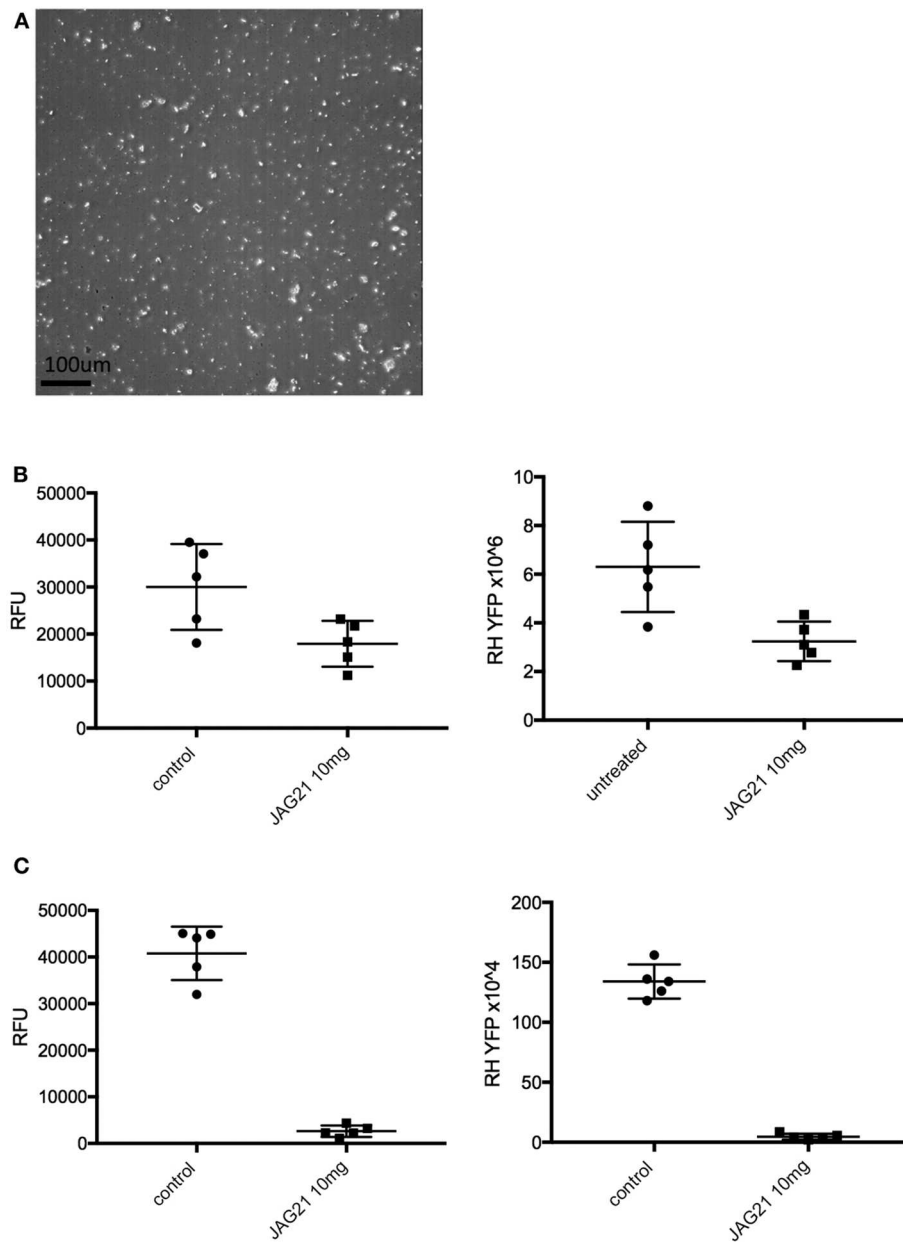 A
100um
B
50000
40000
30000
20000
10000
0
RFU
control
JAG21 10mg
10
8
6
4
2
0
RH YFP x10^6
untreated
JAG21 10mg
C
50000
40000
30000
20000
10000
0
RFU
control
JAG21 10mg
200
150
100
50
0
RH YFP x10^4
control
JAG21 10mg